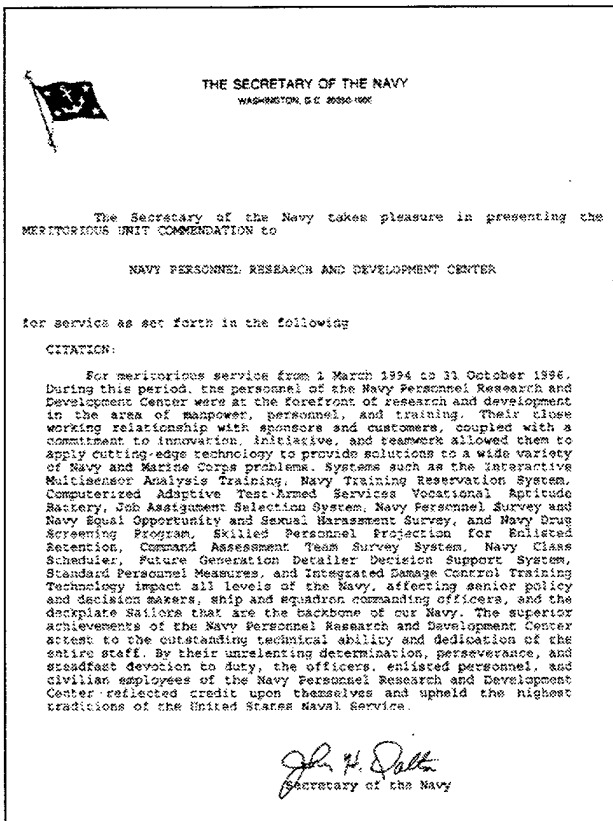 THE SECRETARY OF THE NAVY
WASHINGTON, D.C. 20350-1000
The Secretary of the Navy takes pleasure in presenting the
MERITORIOUS UNIT COMMENDATION to
NAVY PERSONNEL RESEARCH AND DEVELOPMENT CENTER
for service as set forth in the following
CITATION:
For meritorious service from 1 March 1994 to 31 October 1996.
During this period, the personnel of the Navy Personnel Research and
Development Center were at the forefront of research and development
in the area of manpower, personnel, and training. Their close
working relationship with sponsors and customers, coupled with a
commitment to innovation, initiative, and teamwork allowed them to
apply cutting-edge technology to provide solutions to a wide variety
of Navy and Marine Corps problems. Systems such as the Interactive
Multisensor Analysis Training, Navy Training Reservation System,
Computerized Adaptive Test-Armed Services Vocational Aptitude
Battery, Job Assignment Selection System, Navy Personnel Survey and
Navy Equal Opportunity and Sexual Harassment Survey, and Navy Drug
Screening Program, Skilled Personnel Projection for Enlisted
Retention, Command Assessment Team Survey System, Navy Class
Scheduler, Future Generation Detailer Decision Support System,
Standard Personnel Measures, and Integrated Damage Control Training
Technology impact all levels of the Navy, affecting senior policy
and decision makers, ship and squadron commanding officers, and the
deckplate Sailors that are the backbone of our Navy. The superior
achievements of the Navy Personnel Research and Development Center
attest to the outstanding technical ability and dedication of the
entire staff. By their unrelenting determination, perseverance, and
steadfast devotion to duty, the officers, enlisted personnel, and
civilian employees of the Navy Personnel Research and Development
Center reflected credit upon themselves and upheld the highest
traditions of the United States Naval Service.
John H. Dalton
Secretary of the Navy